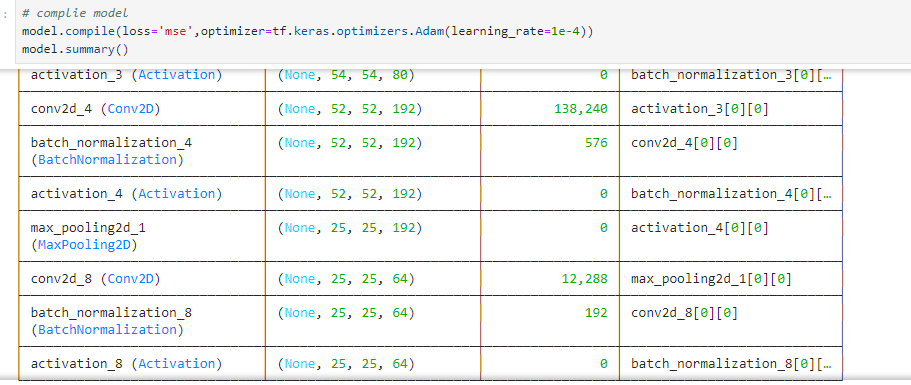 :
# complie model
model.compile(loss='mse',optimizer=tf.keras.optimizers.Adam(learning_rate=1e-4))
model.summary()
activation_3 (Activation) (None, 54, 54, 80) 0 batch_normalization_3[0][…
conv2d_4 (Conv2D) (None, 52, 52, 192) 138,240 activation_3[0][0]
batch_normalization_4 (None, 52, 52, 192) 576 conv2d_4[0][0]
(BatchNormalization)
activation_4 (Activation) (None, 52, 52, 192) 0 batch_normalization_4[0][…
max_pooling2d_1 (None, 25, 25, 192) 0 activation_4[0][0]
(MaxPooling2D)
conv2d_8 (Conv2D) (None, 25, 25, 64) 12,288 max_pooling2d_1[0][0]
batch_normalization_8 (None, 25, 25, 64) 192 conv2d_8[0][0]
(BatchNormalization)
activation_8 (Activation) (None, 25, 25, 64) 0 batch_normalization_8[0][…